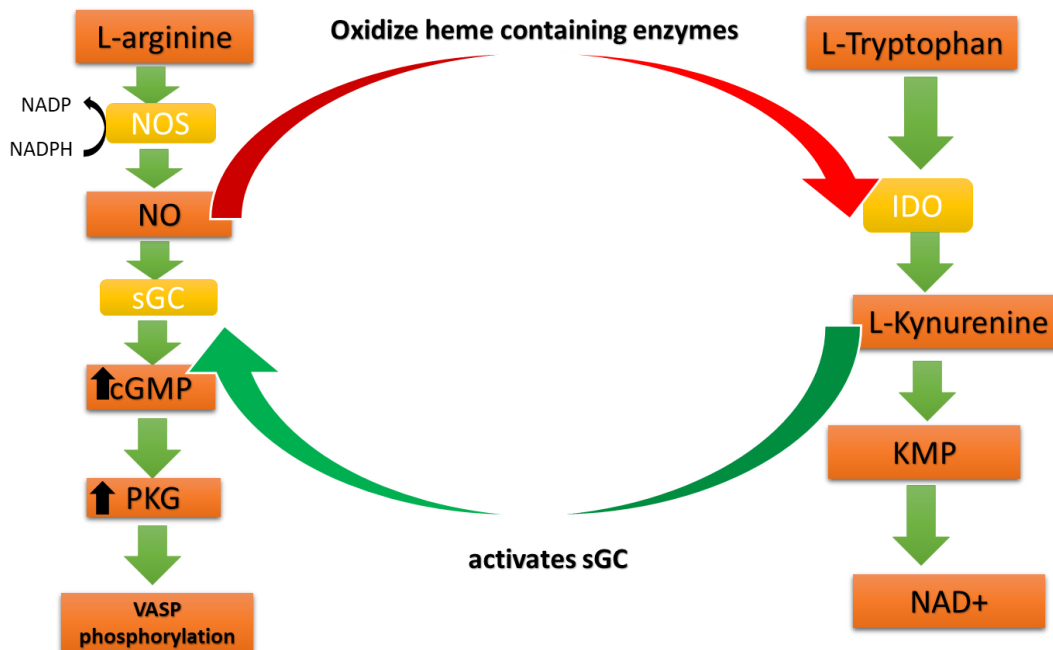 L-arginine
Oxidize heme containing enzymes
L-Tryptophan
NADP
NOS
NADPH
NO
IDO
sGC
L-Kynurenine
cGMP
KMP
PKG
activates sGC
NAD+
VASP
phosphorylation